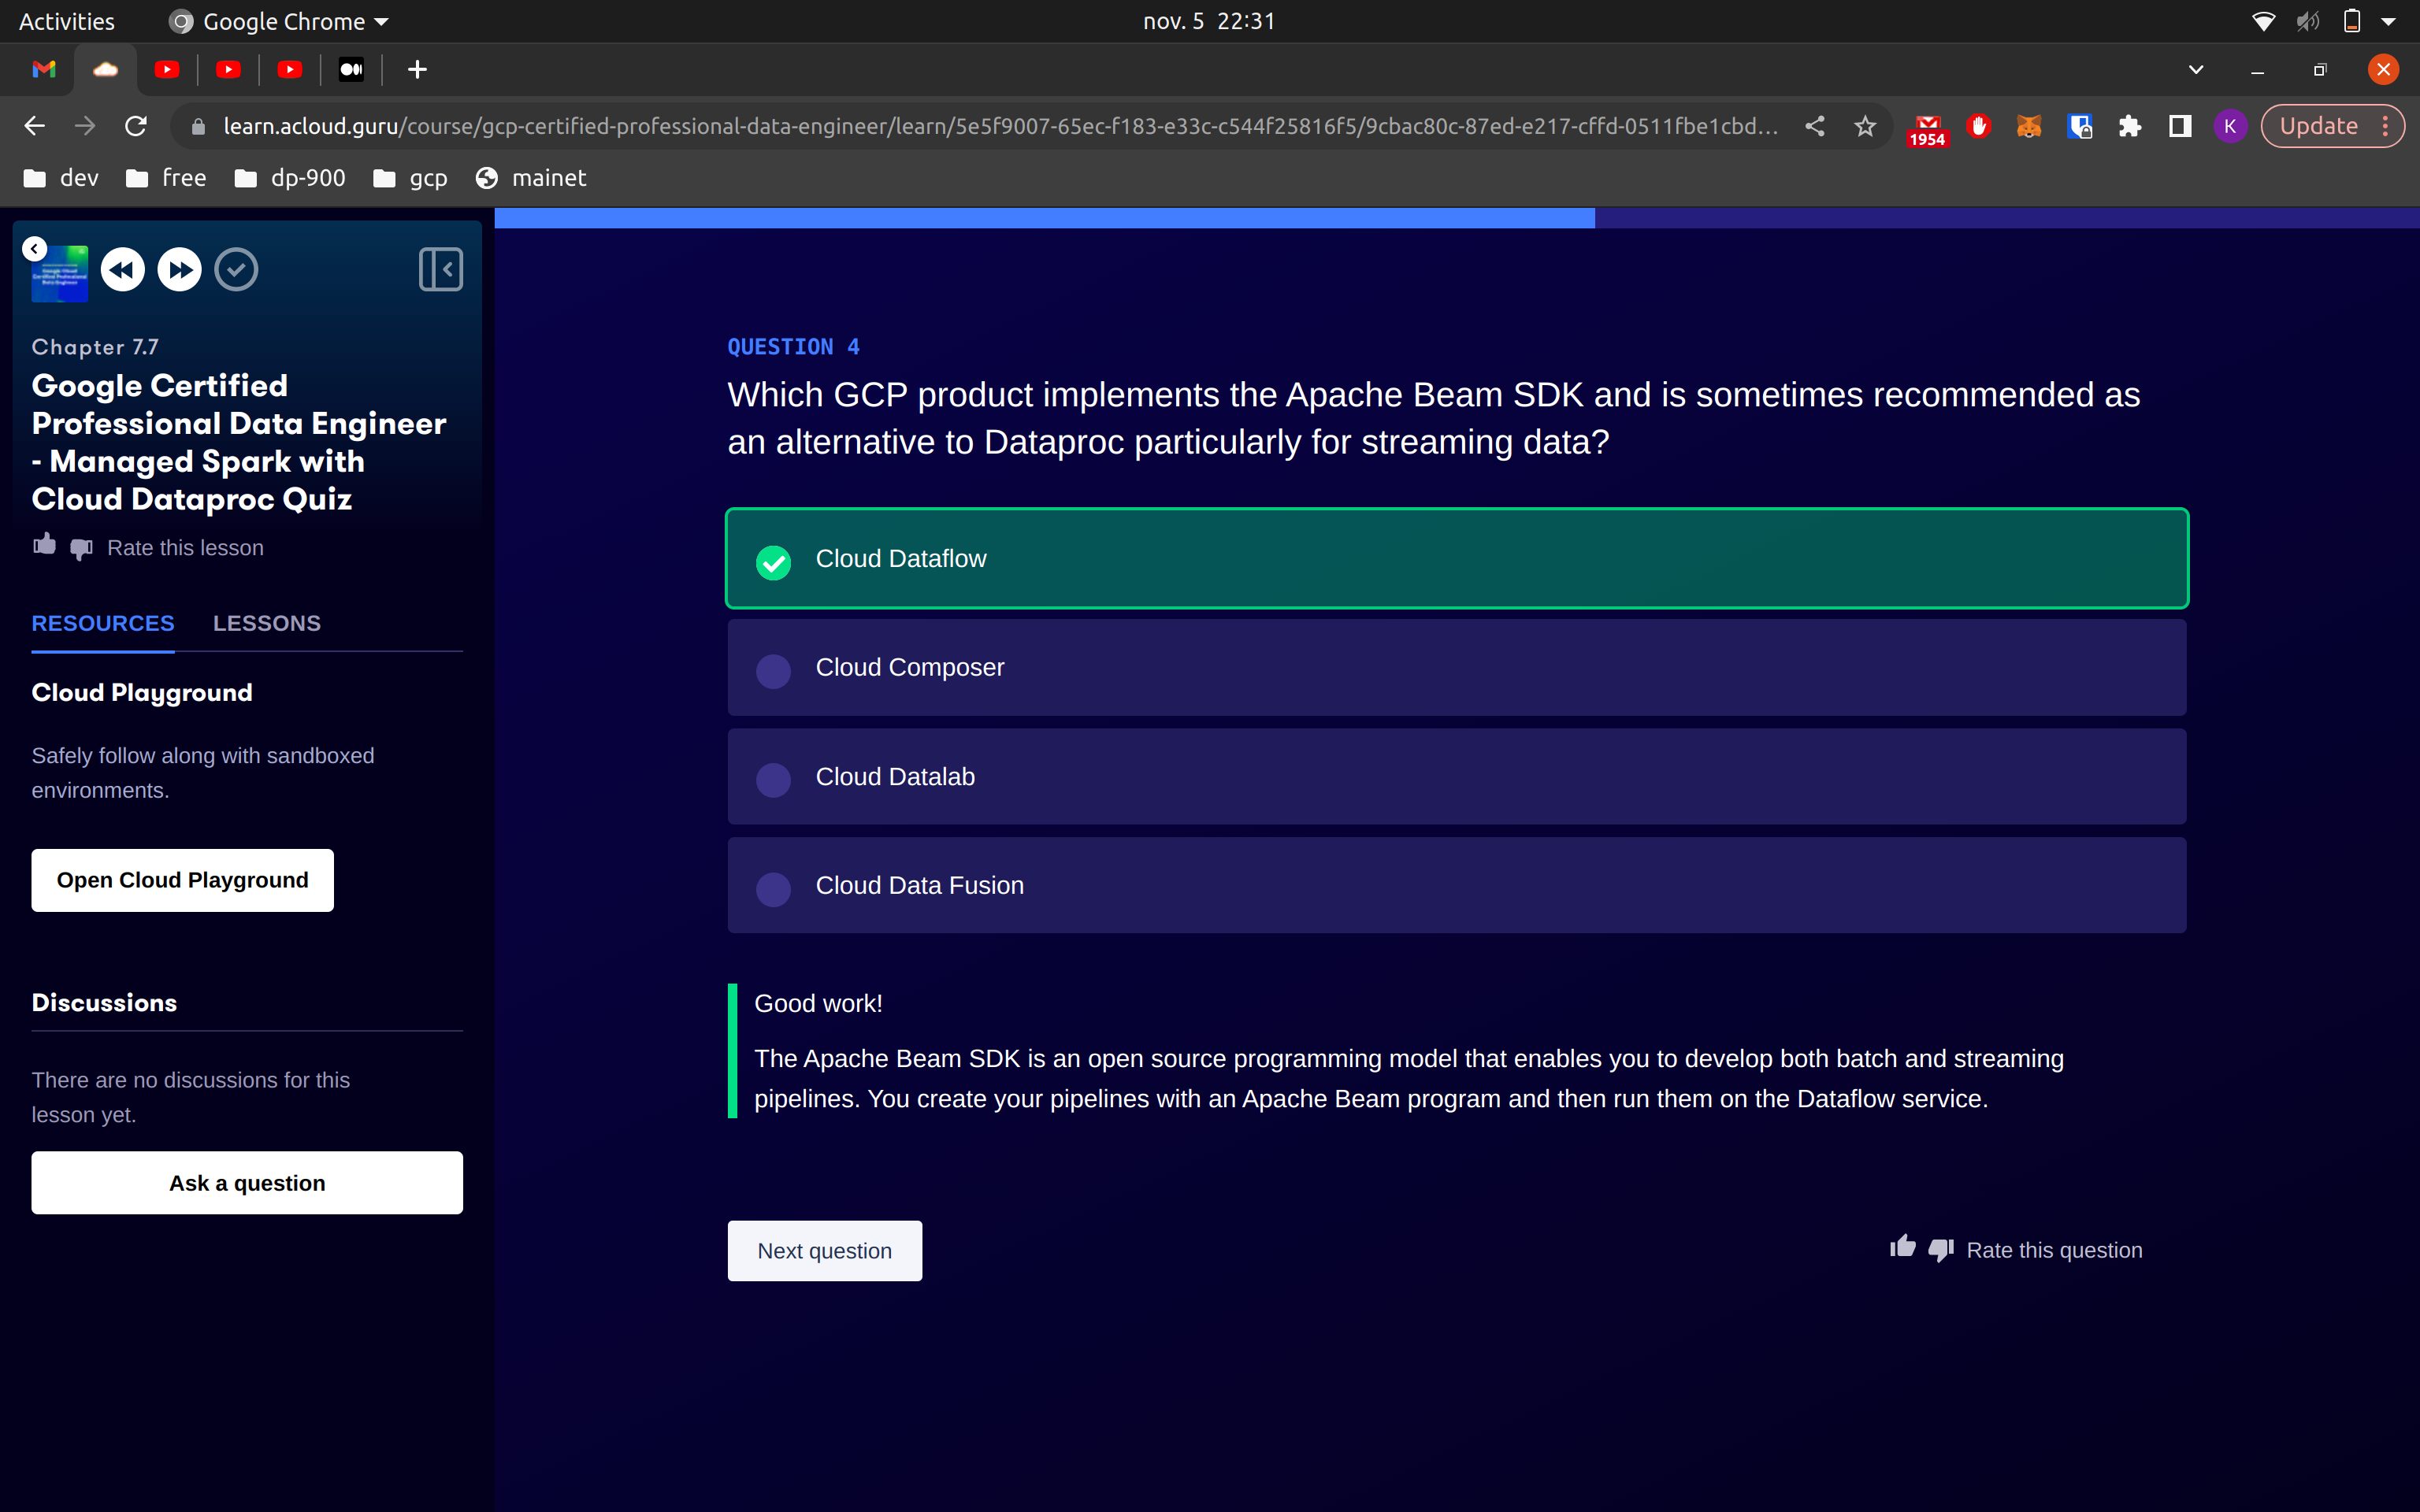 Activities
Google Chrome
nov. 5 22:31
learn.acloud.guru/course/gcp-certified-professional-data-engineer/learn/5e5f9007-65ec-f183-e33c-c544f25816f5/9cbac80c-87ed-e217-cffd-0511fbe1cbd...
1954
K
Update
dev
free
dp-900
gcp
mainet
Chapter 7.7
Google Certified
Professional Data Engineer
- Managed Spark with
Cloud Dataproc Quiz
Rate this lesson
RESOURCES
LESSONS
Cloud Playground
Safely follow along with sandboxed
environments.
Open Cloud Playground
Discussions
There are no discussions for this
lesson yet.
Ask a question
QUESTION 4
Which GCP product implements the Apache Beam SDK and is sometimes recommended as
an alternative to Dataproc particularly for streaming data?
Cloud Dataflow
Cloud Composer
Cloud Datalab
Cloud Data Fusion
Good work!
The Apache Beam SDK is an open source programming model that enables you to develop both batch and streaming
pipelines. You create your pipelines with an Apache Beam program and then run them on the Dataflow service.
Next question
Rate this question